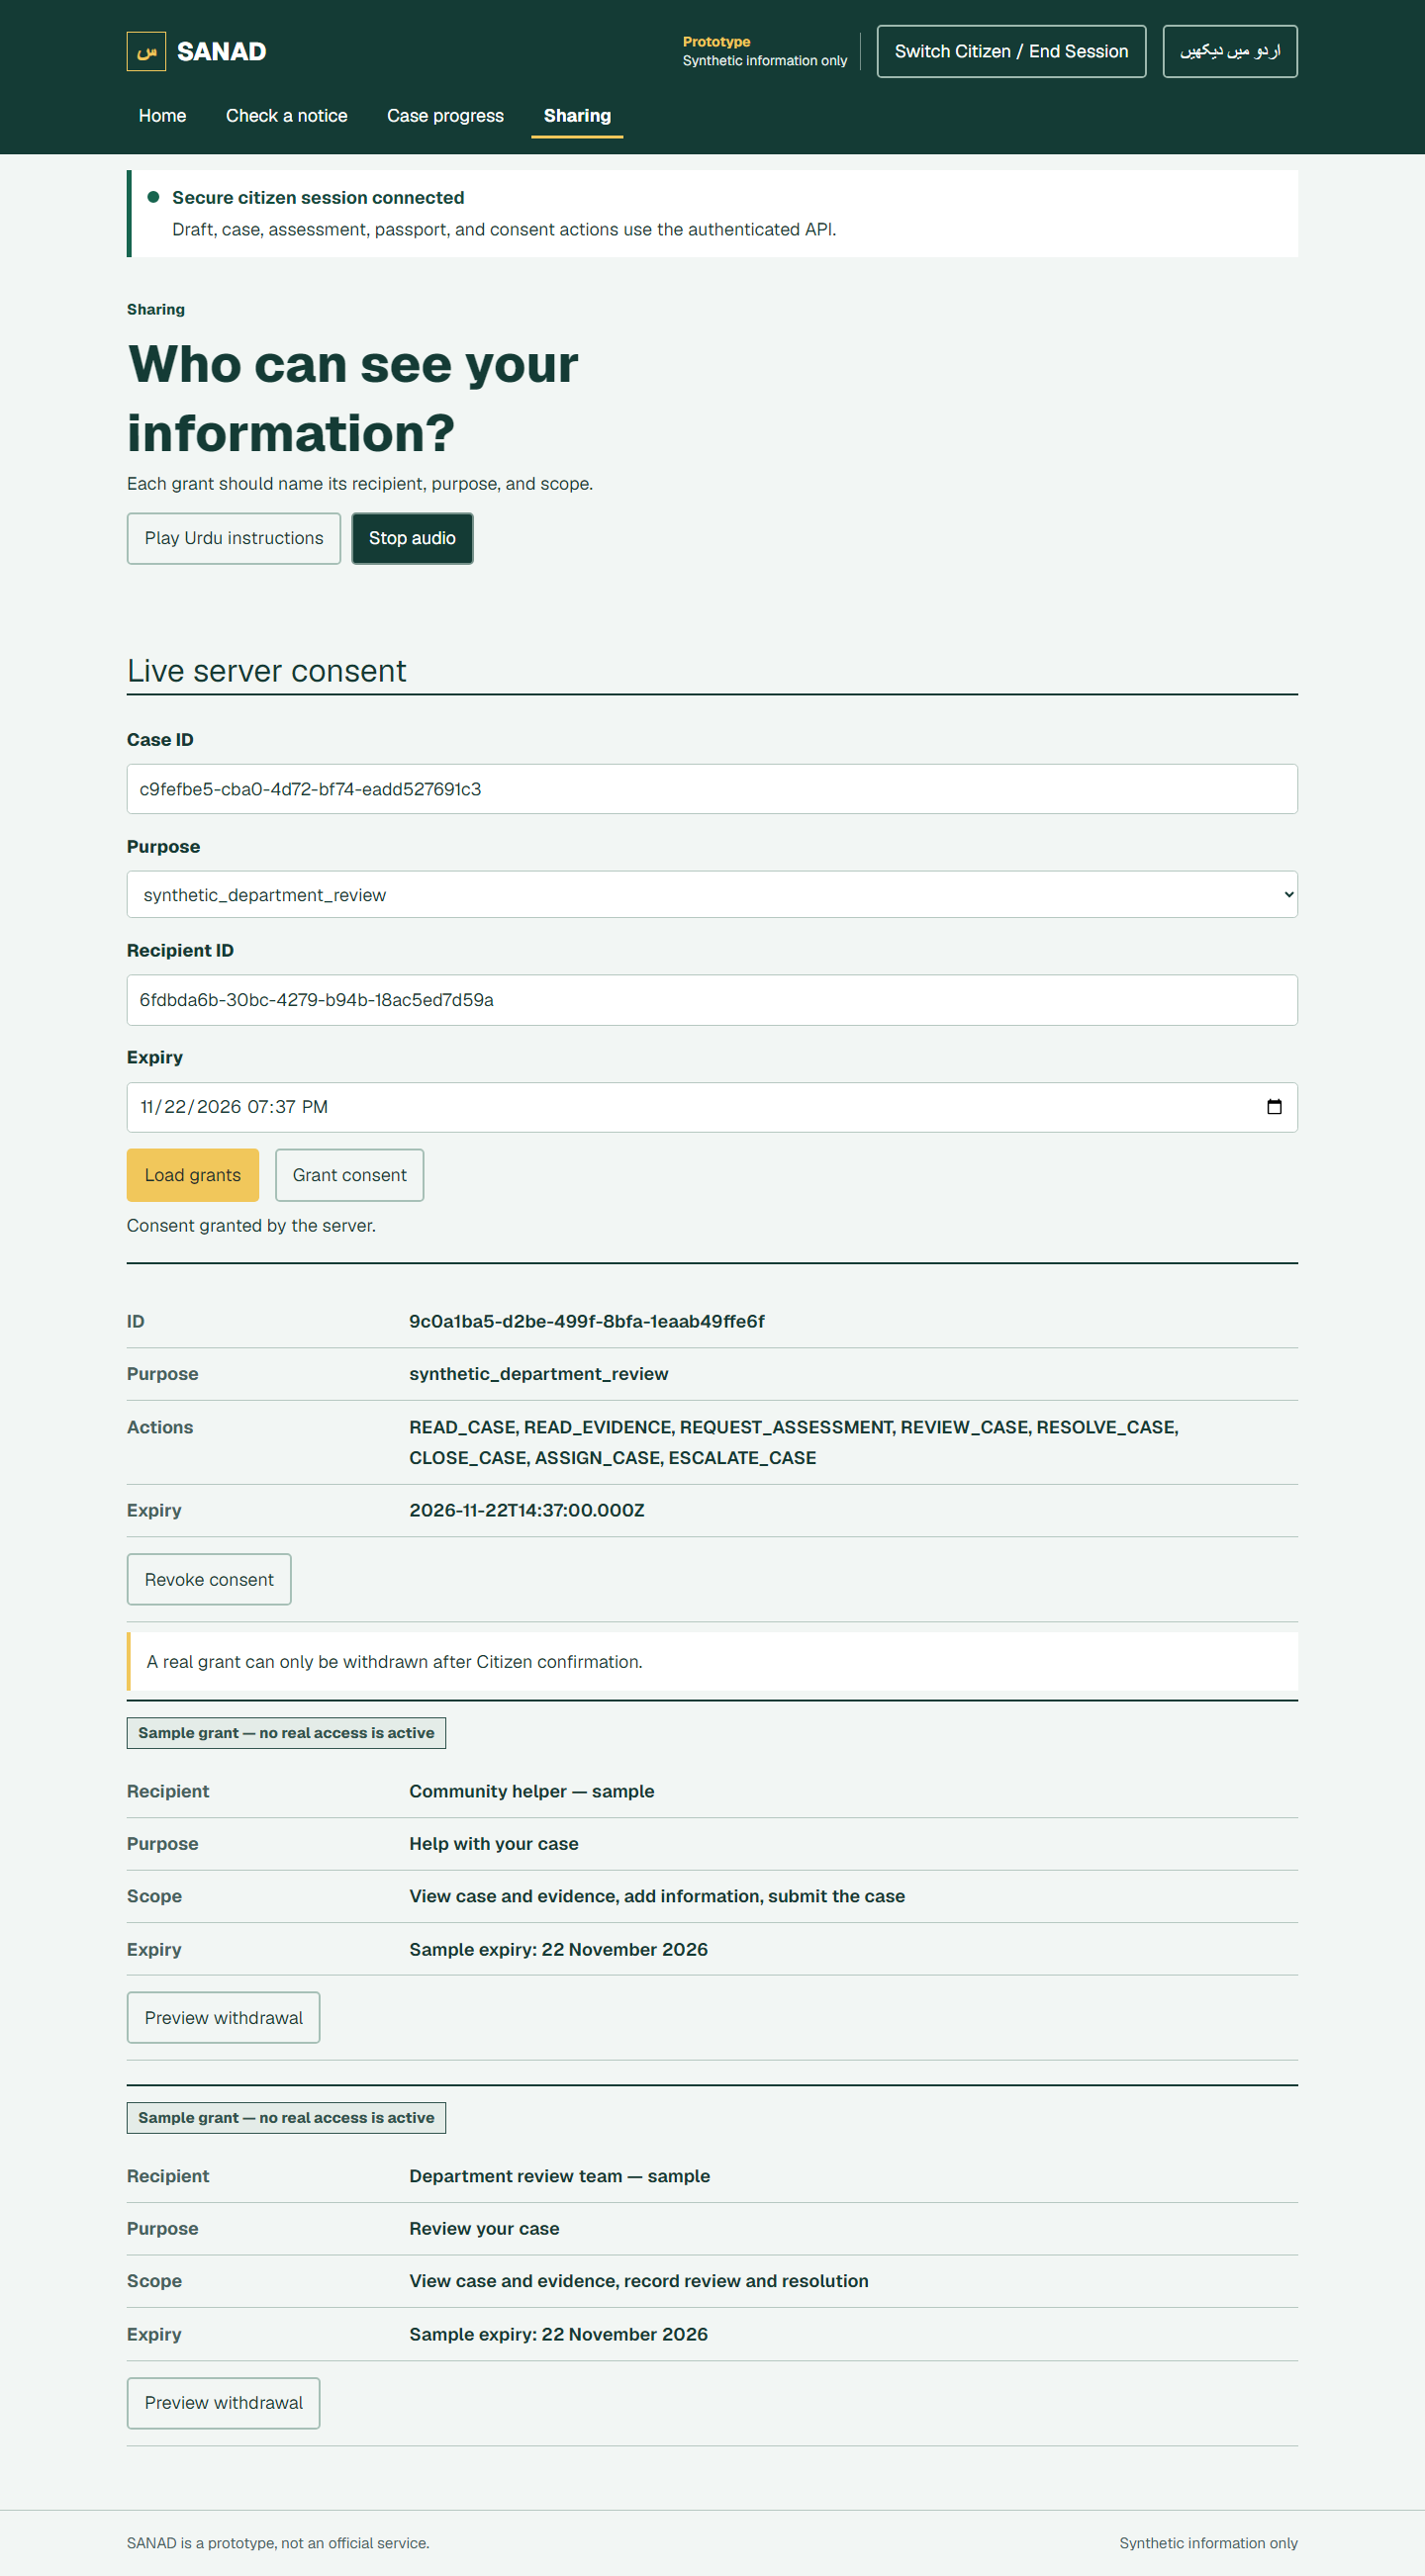 س SANAD
Prototype
Synthetic information only
Switch Citizen / End Session
اردو میں دیکھیں
Home Check a notice Case progress Sharing
Secure citizen session connected
Draft, case, assessment, passport, and consent actions use the authenticated API.
Sharing
Who can see your
information?
Each grant should name its recipient, purpose, and scope.
Play Urdu instructions Stop audio
Live server consent
Case ID
c9fefbe5-cba0-4d72-bf74-eadd527691c3
Purpose
synthetic_department_review
Recipient ID
6fdbda6b-30bc-4279-b94b-18ac5ed7d59a
Expiry
11/22/2026 07:37 PM
Load grants Grant consent
Consent granted by the server.
ID 9c0a1ba5-d2be-499f-8bfa-1eaab49ffe6f
Purpose synthetic_department_review
Actions READ_CASE, READ_EVIDENCE, REQUEST_ASSESSMENT, REVIEW_CASE, RESOLVE_CASE,
CLOSE_CASE, ASSIGN_CASE, ESCALATE_CASE
Expiry 2026-11-22T14:37:00.000Z
Revoke consent
A real grant can only be withdrawn after Citizen confirmation.
Sample grant — no real access is active
Recipient Community helper — sample
Purpose Help with your case
Scope View case and evidence, add information, submit the case
Expiry Sample expiry: 22 November 2026
Preview withdrawal
Sample grant — no real access is active
Recipient Department review team — sample
Purpose Review your case
Scope View case and evidence, record review and resolution
Expiry Sample expiry: 22 November 2026
Preview withdrawal
SANAD is a prototype, not an official service. Synthetic information only